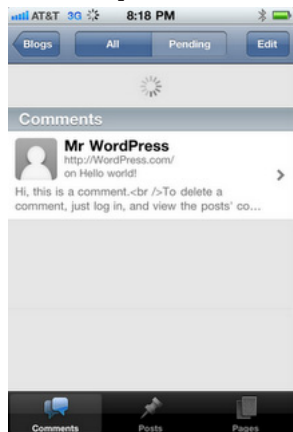 AT&T 3G 8:18 PM
Blogs All Pending Edit
Comments
Mr WordPress
http://WordPress.com/
on Hello world!
Hi, this is a comment.<br />To delete a
comment, just log in, and view the posts' co...
Comments Posts Pages